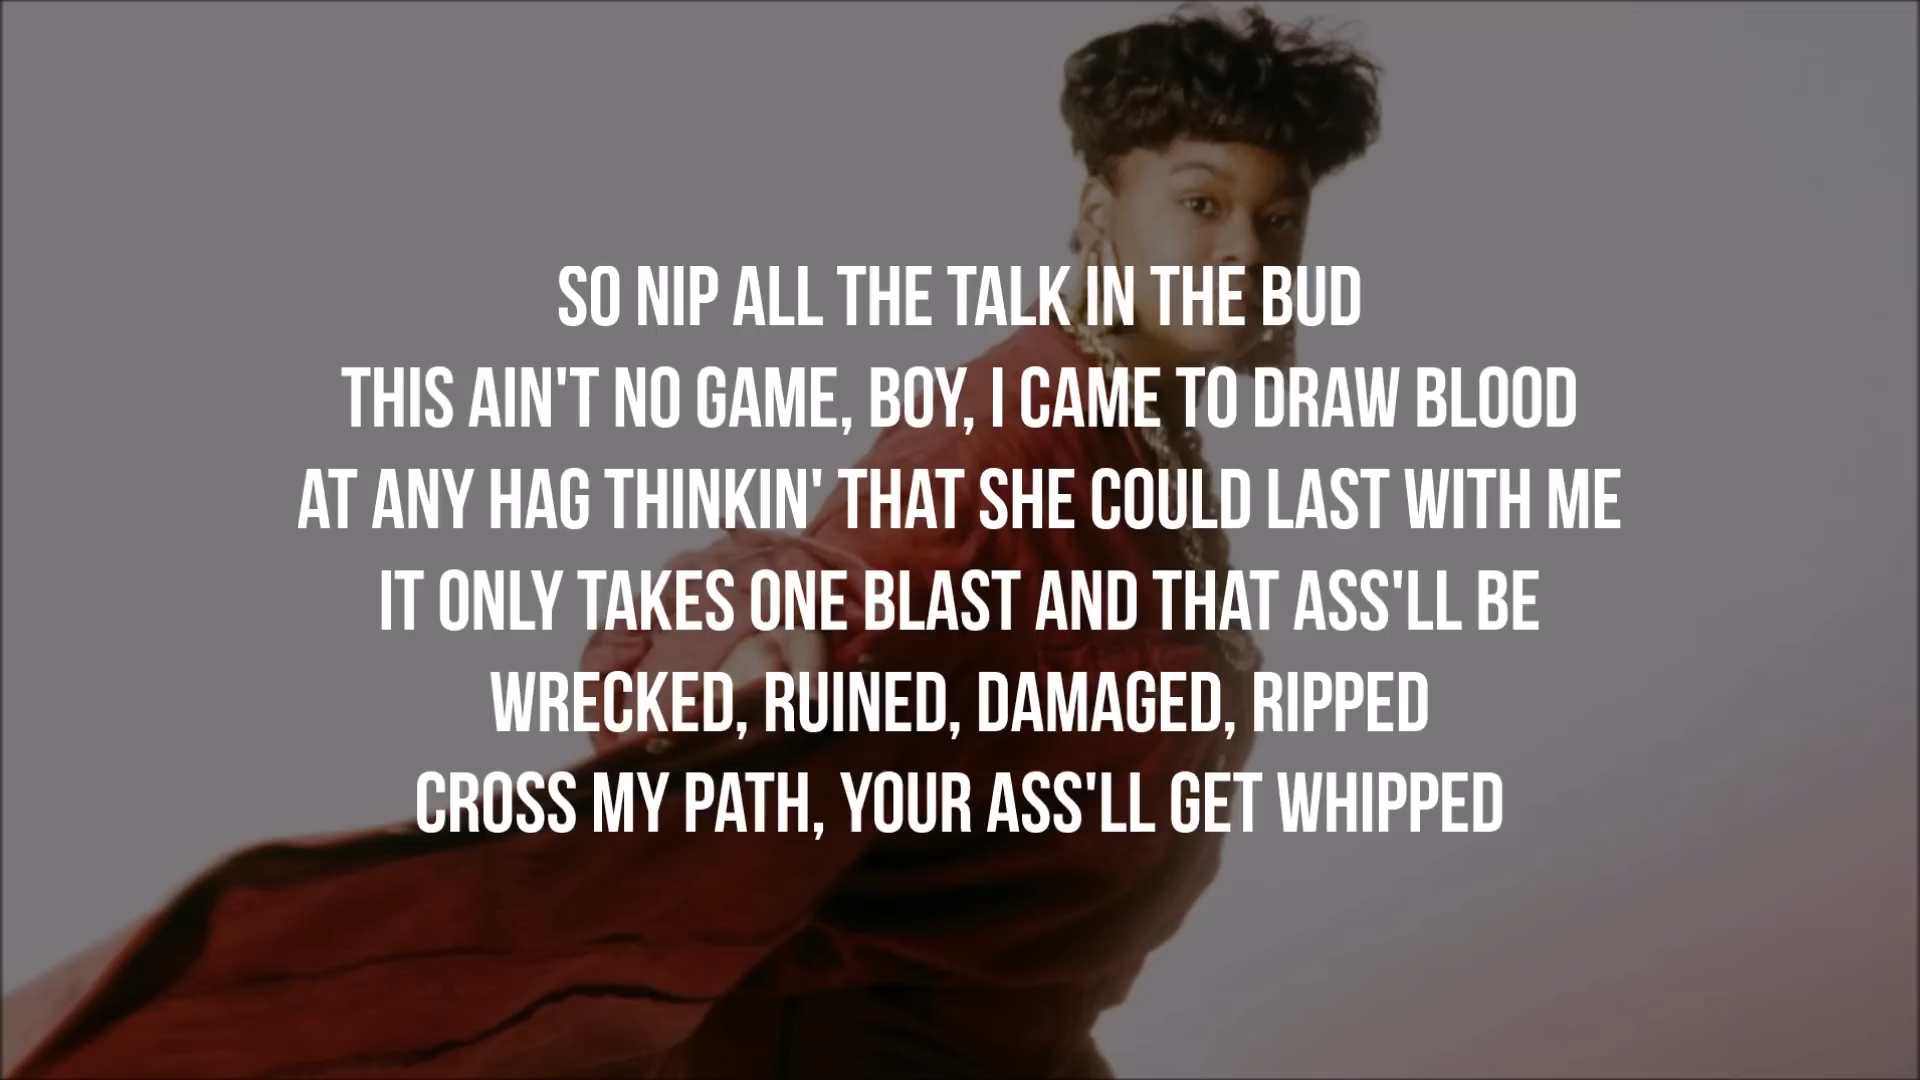 SO NIP ALL THE TALK IN THE BUD
THIS AIN'T NO GAME, BOY, I CAME TO DRAW BLOOD
AT ANY HAG THINKIN' THAT SHE COULD LAST WITH ME
IT ONLY TAKES ONE BLAST AND THAT ASS'LL BE
WRECKED, RUINED, DAMAGED, RIPPED
CROSS MY PATH, YOUR ASS'LL GET WHIPPED